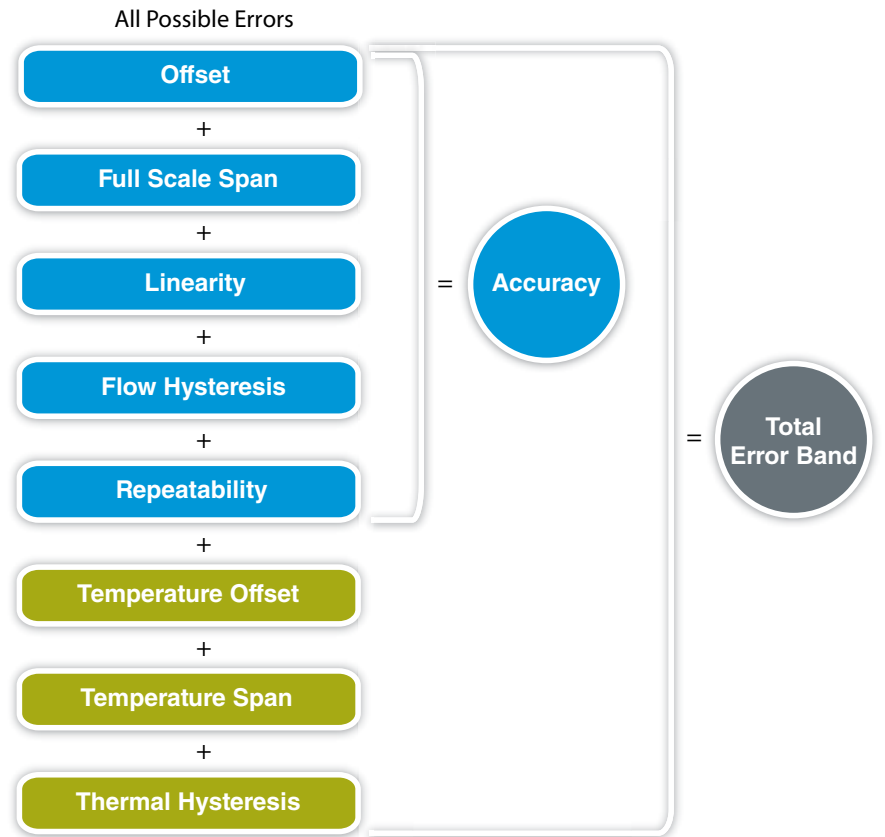 All Possible Errors
Offset
+
Full Scale Span
+
Linearity
+
Flow Hysteresis
+
Repeatability
+
Temperature Offset
+
Temperature Span
+
Thermal Hysteresis
=
Accuracy
=
Total
Error Band